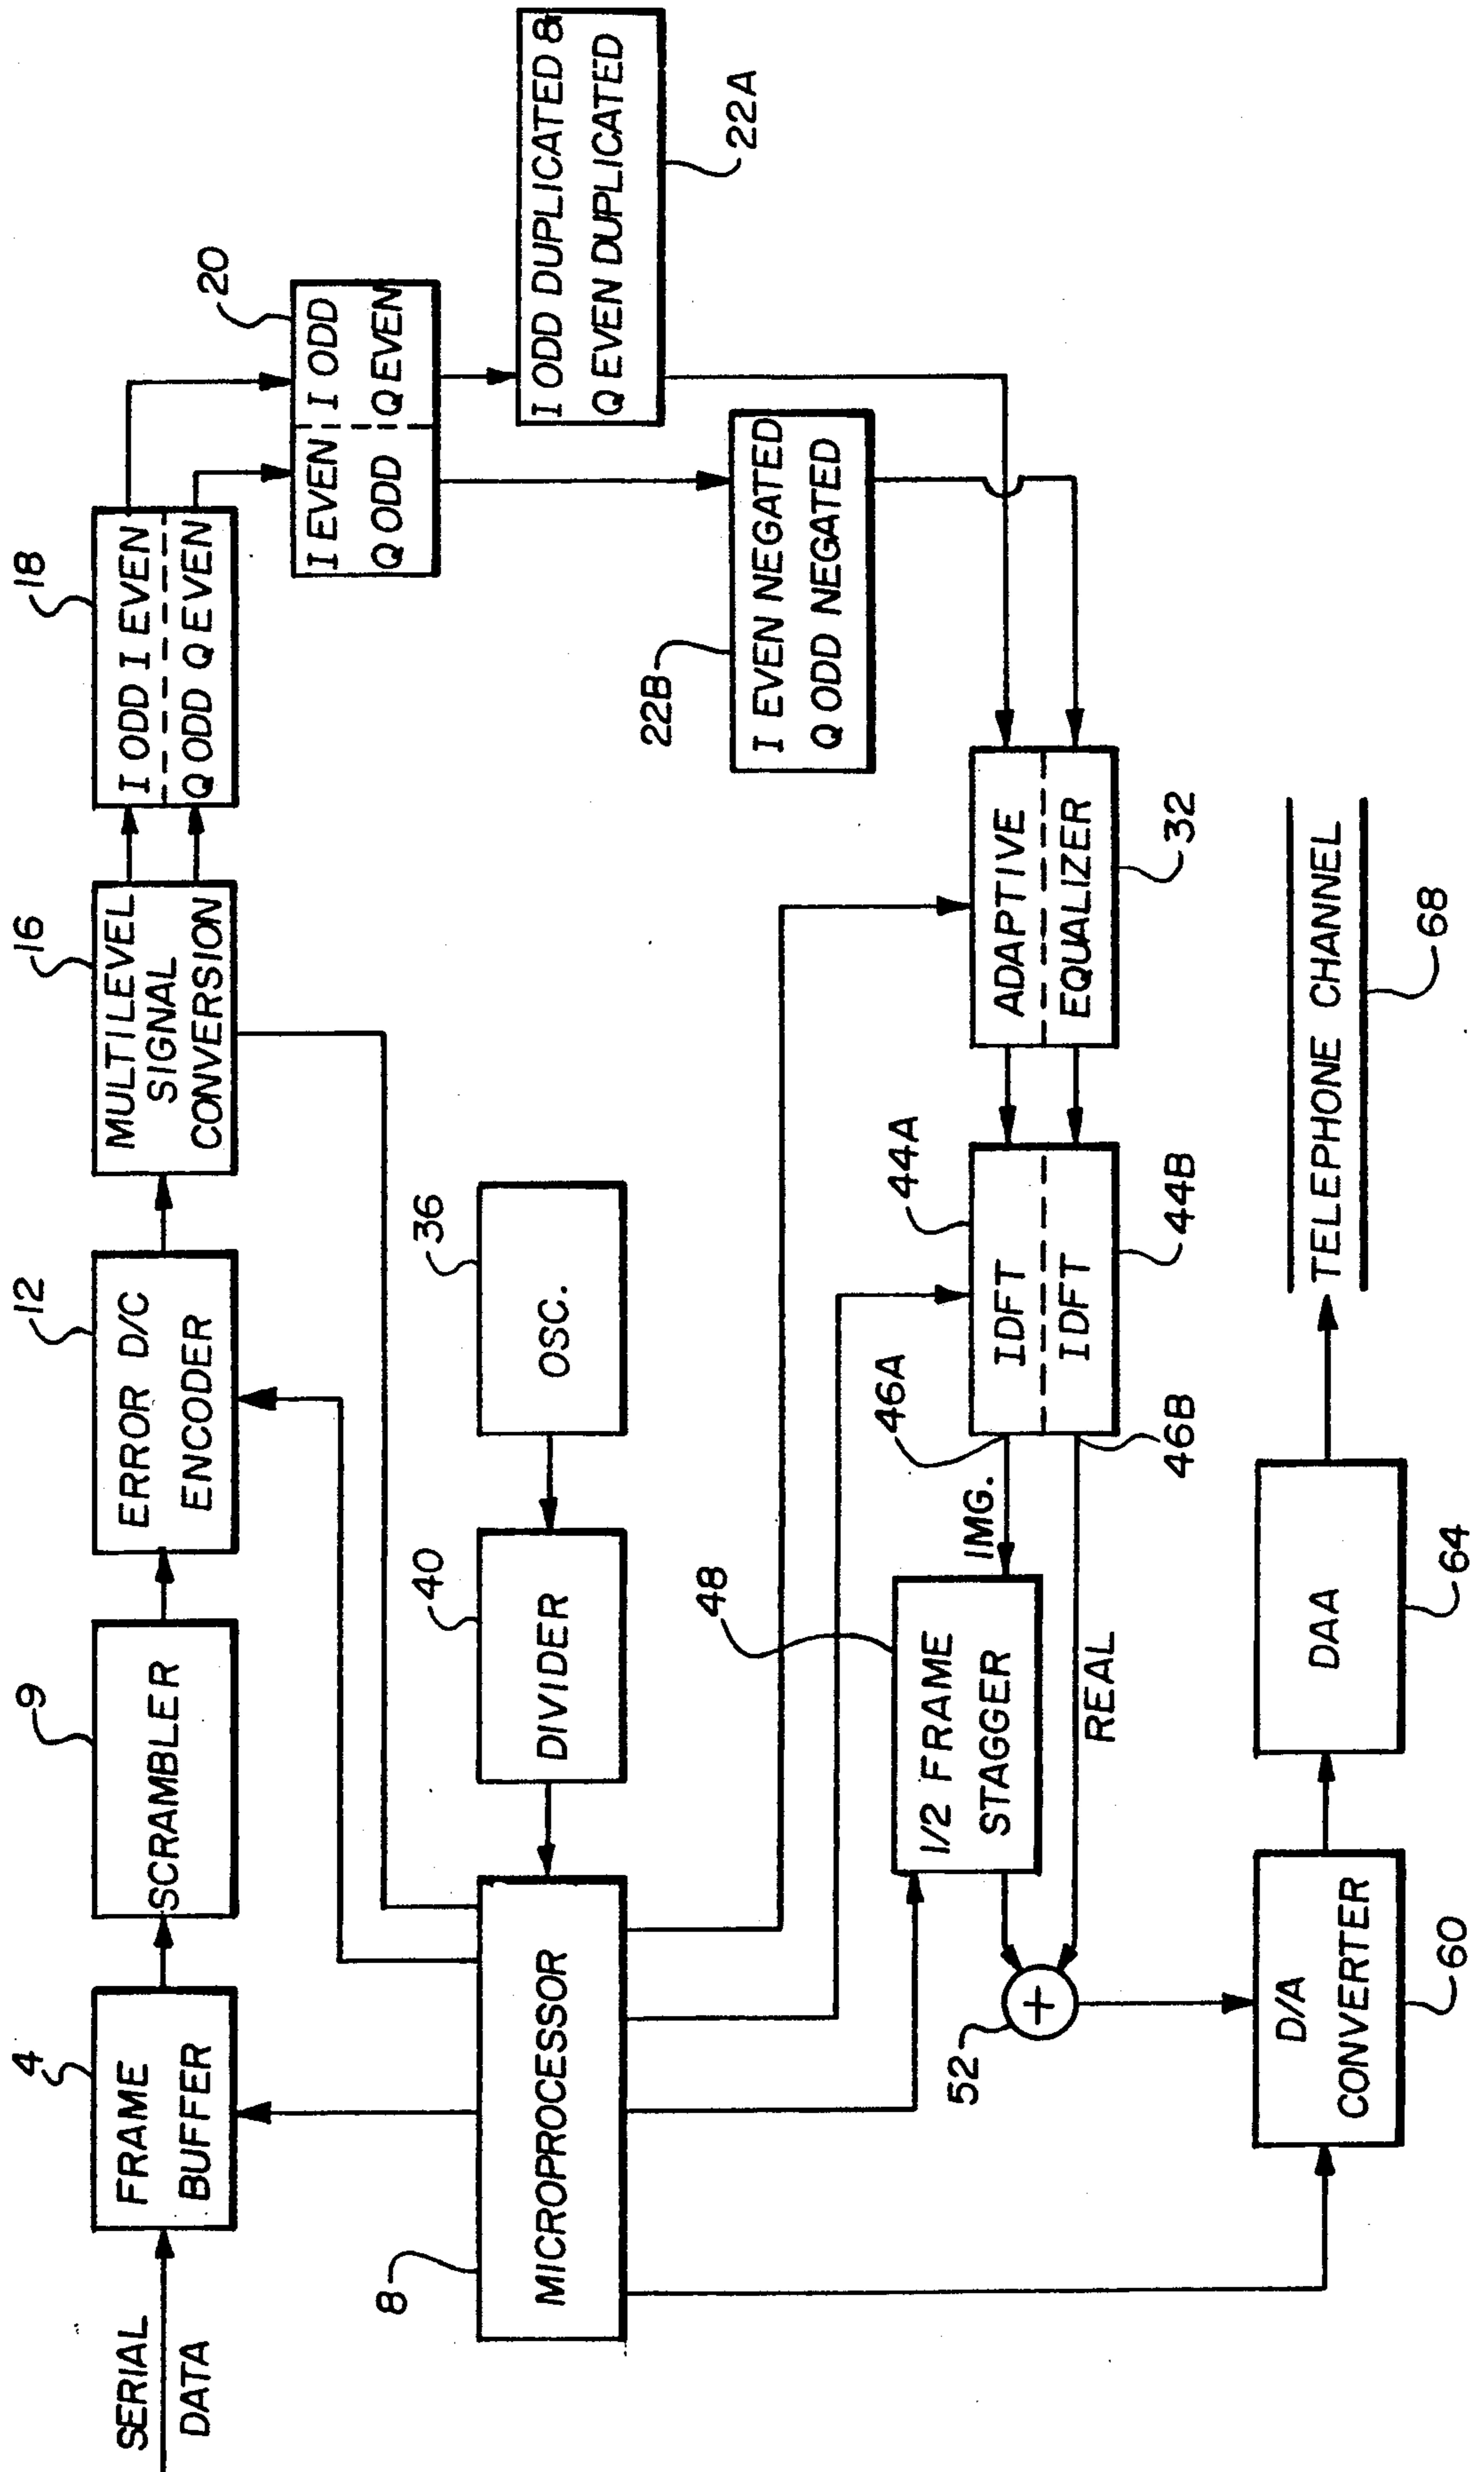 SERIAL
DATA
4
FRAME
BUFFER
9
SCRAMBLER
12
ERROR D/C
ENCODER
16
MULTILEVEL
SIGNAL
CONVERSION
18
I ODD I EVEN
Q ODD Q EVEN
20
I EVEN I ODD
Q ODD Q EVEN
I ODD DUPLICATED &
Q EVEN DUPLICATED
22A
22B
I EVEN NEGATED
Q ODD NEGATED
8
MICROPROCESSOR
40
DIVIDER
36
OSC.
48
1/2 FRAME
STAGGER
IMG.
REAL
46A
46B
44A
IDFT
IDFT
44B
ADAPTIVE
EQUALIZER
32
52
+
D/A
CONVERTER
60
DAA
64
TELEPHONE CHANNEL
68